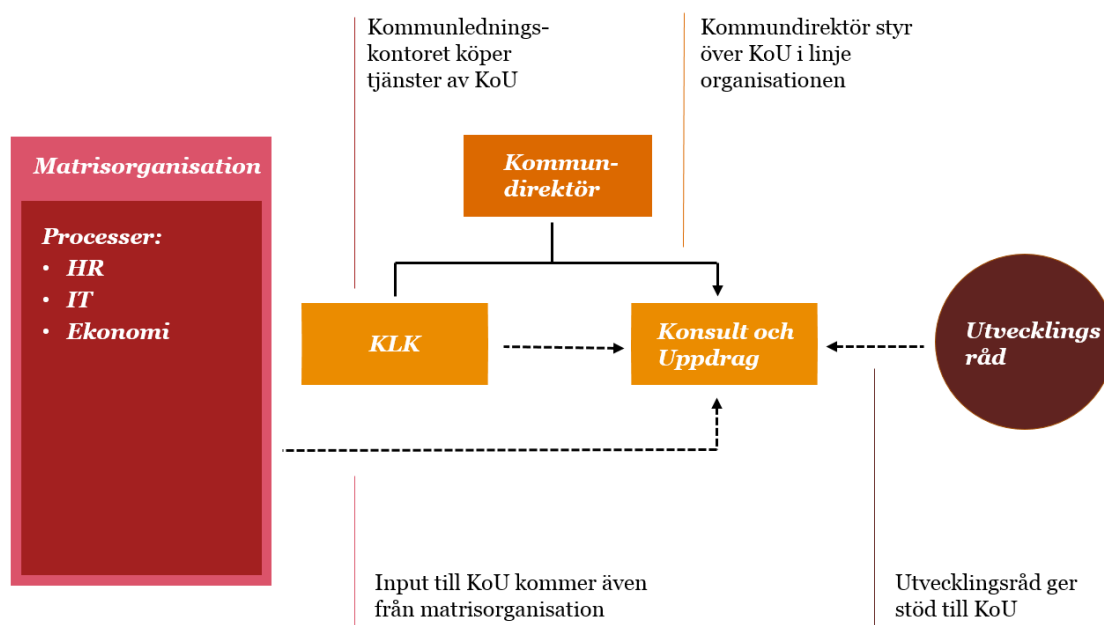 Kommunlednings-
kontoret köper
tjänster av KoU
Kommundirektör styr
över KoU i linje
organisationen
Matrisorganisation
Processer:
• HR
• IT
• Ekonomi
Kommun-
direktör
KLK
Konsult och
Uppdrag
Utvecklings
råd
Input till KoU kommer även
från matrisorganisation
Utvecklingsråd ger
stöd till KoU